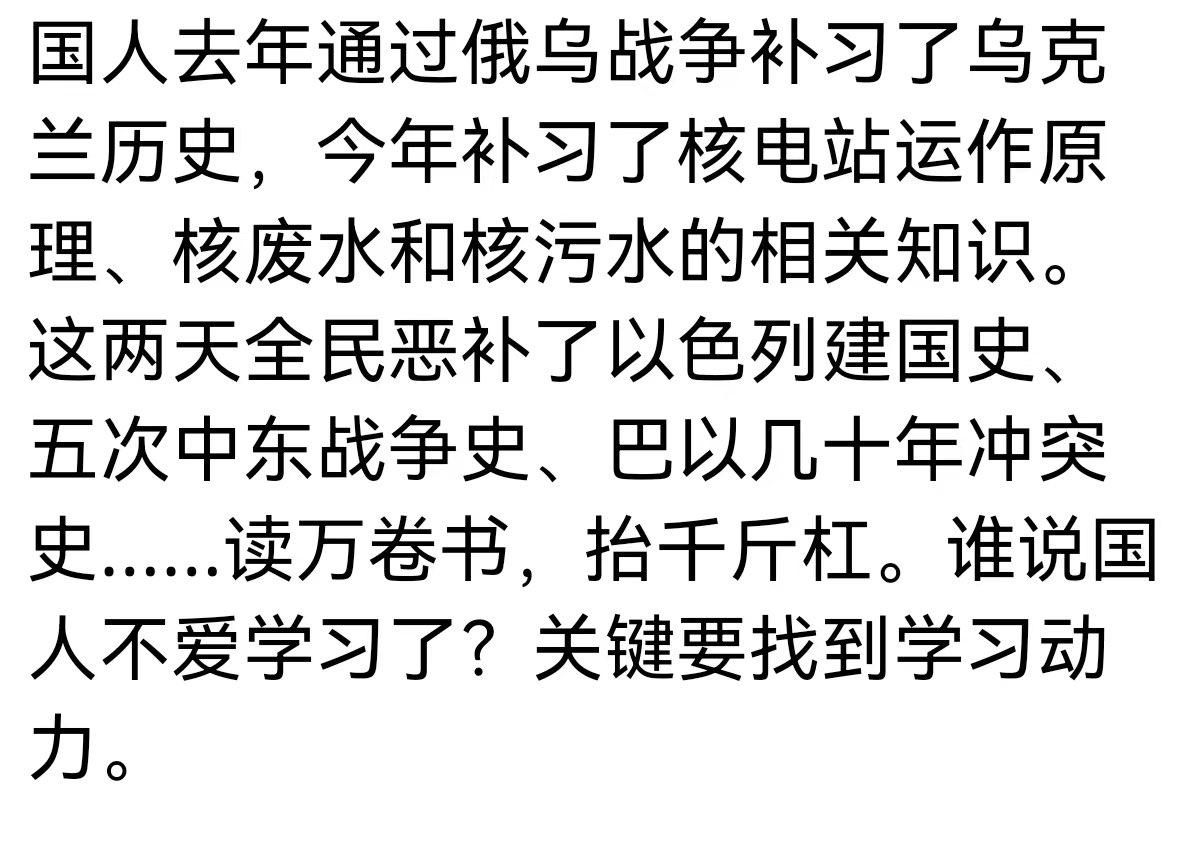 国人去年通过俄乌战争补习了乌克
兰历史，今年补习了核电站运作原
理、核废水和核污水的相关知识。
这两天全民恶补了以色列建国史、
五次中东战争史、巴以几十年冲突
史......读万卷书，抬千斤杠。谁说国
人不爱学习了？关键要找到学习动
力。